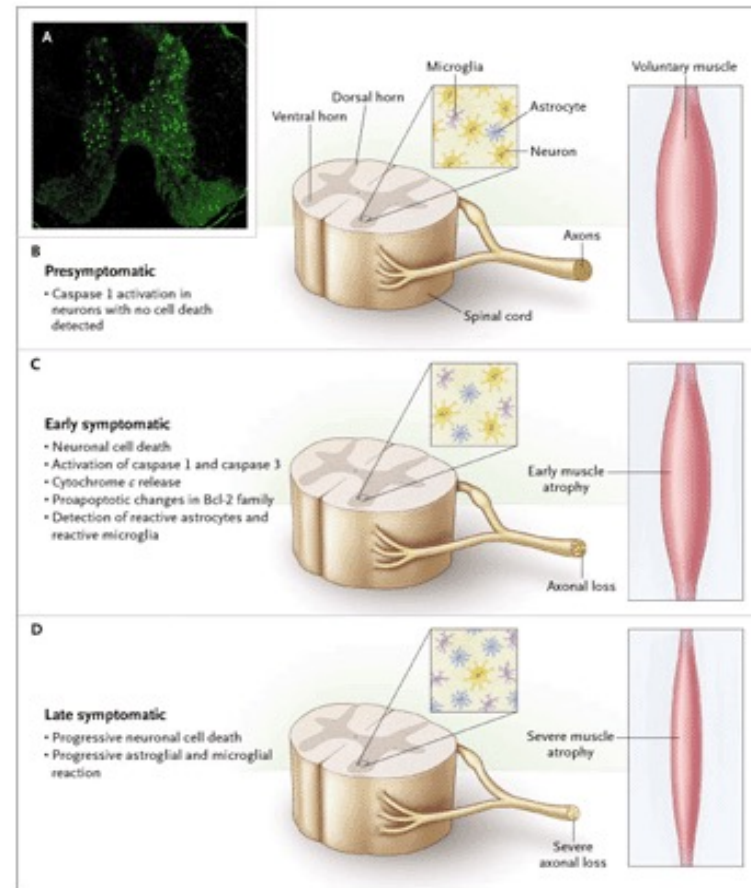 A
Microglia
Voluntary muscle
Dorsal horn
Astrocyte
Ventral horn
Neuron
Axons
B
Presymptomatic
• Caspase 1 activation in
neurons with no cell death
detected
Spinal cord
C
Early symptomatic
• Neuronal cell death
• Activation of caspase 1 and caspase 3
• Cytochrome c release
• Proapoptotic changes in Bcl-2 family
• Detection of reactive astrocytes and
reactive microglia
Early muscle
atrophy
Axonal loss
D
Late symptomatic
• Progressive neuronal cell death
• Progressive astroglial and microglial
reaction
Severe muscle
atrophy
Severe
axonal loss